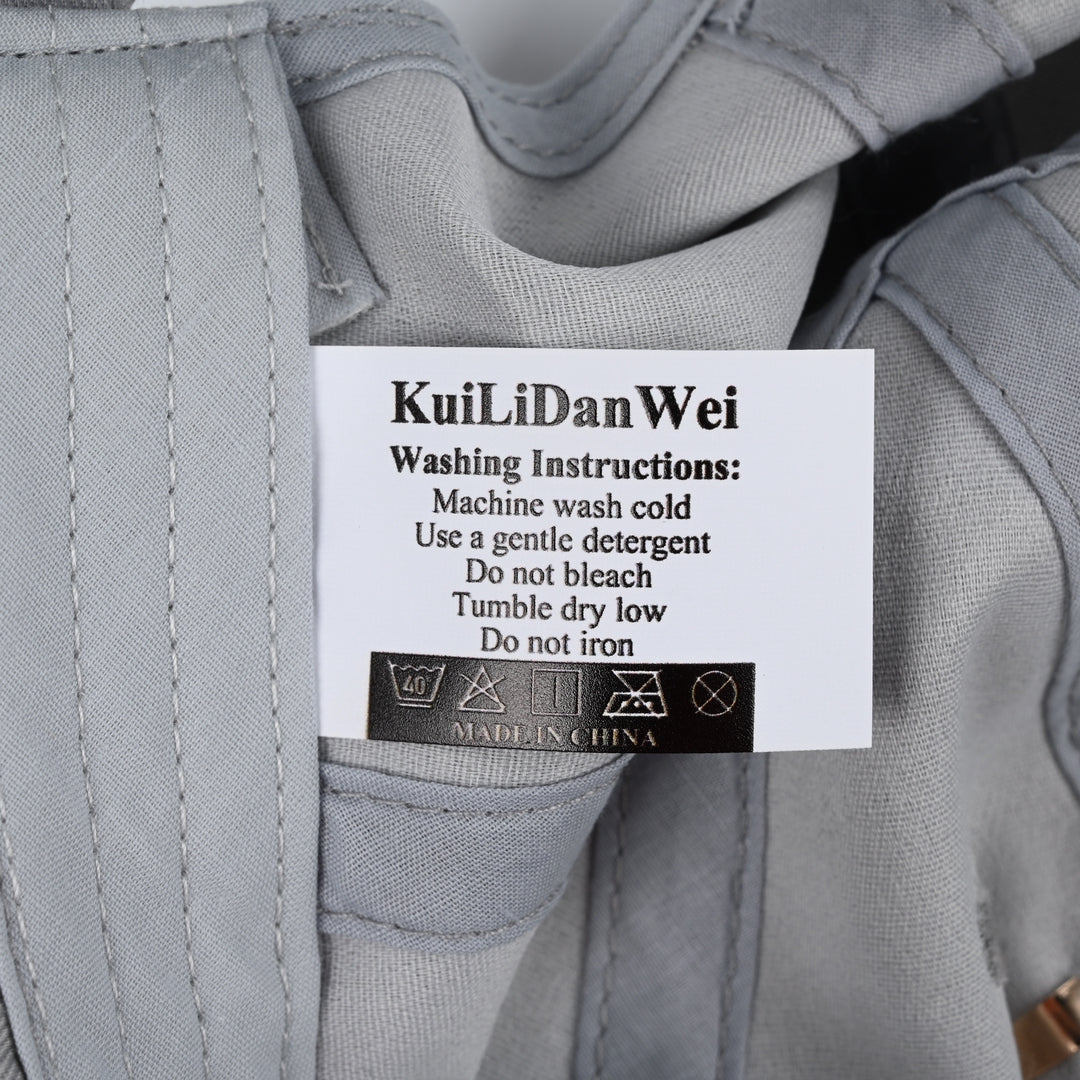 KuiLiDanWei
Washing Instructions:
Machine wash cold
Use a gentle detergent
Do not bleach
Tumble dry low
Do not iron
40
MADE IN CHINA